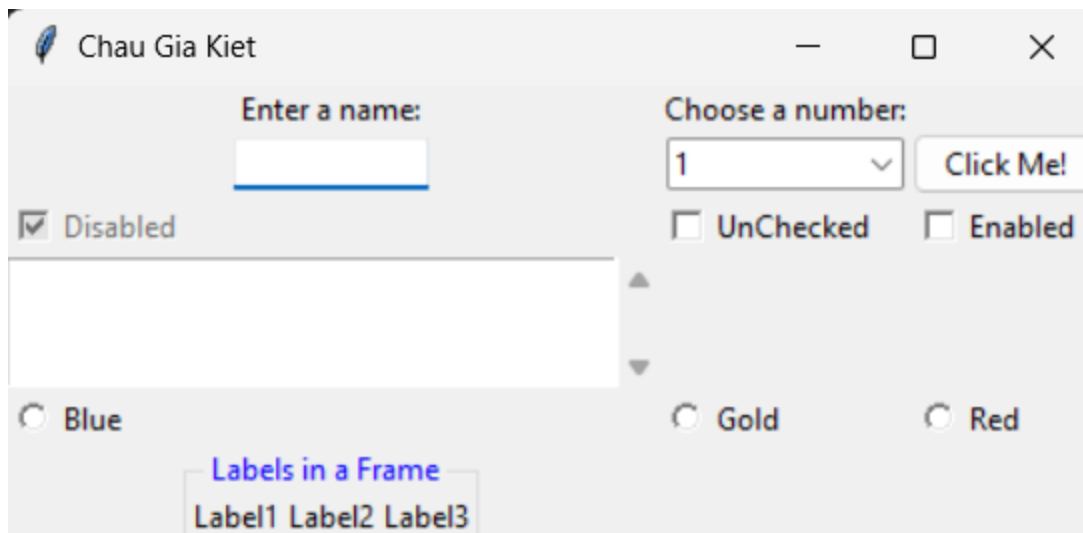 Chau Gia Kiet
Enter a name: Choose a number:
1 Click Me!
Disabled UnChecked Enabled
Blue Gold Red
Labels in a Frame
Label1 Label2 Label3